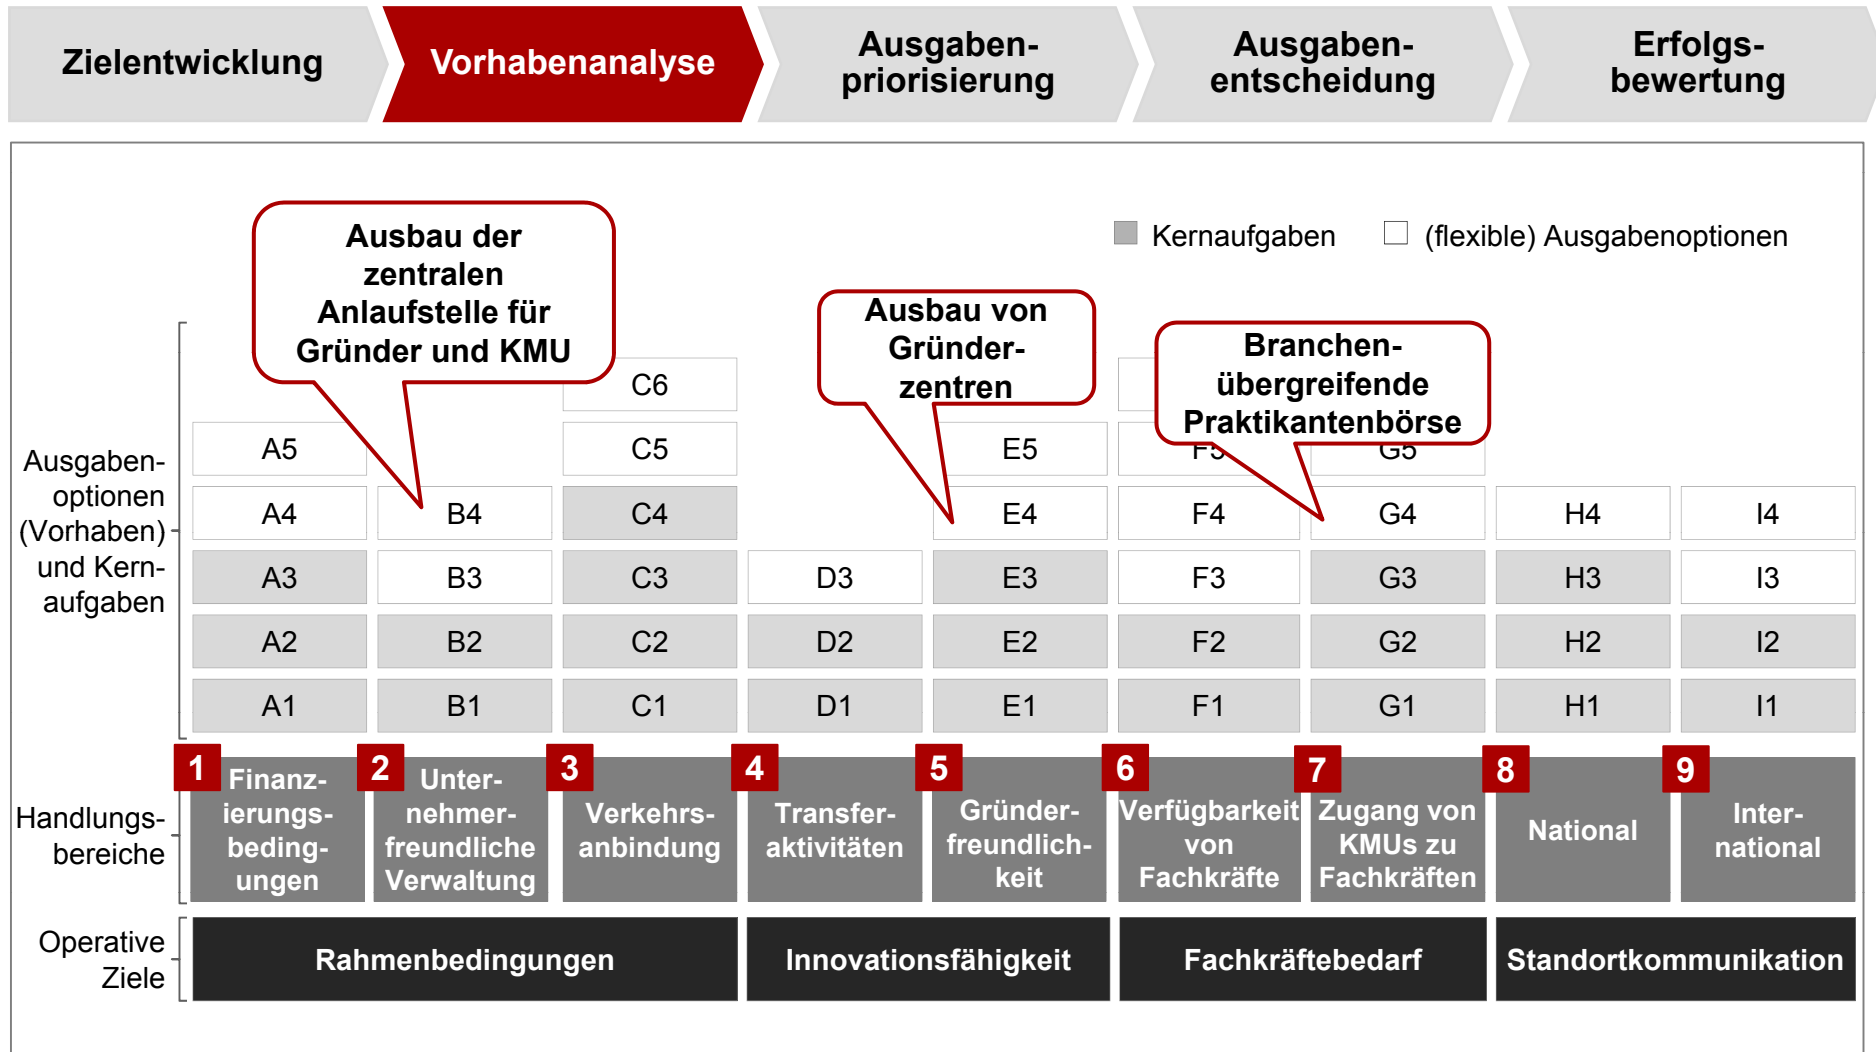 Zielentwicklung
Vorhabenanalyse
Ausgaben-
priorisierung
Ausgaben-
entscheidung
Erfolgs-
bewertung
Kernaufgaben
(flexible) Ausgabenoptionen
Ausbau der
zentralen
Anlaufstelle für
Gründer und KMU
Ausbau von
Gründer-
zentren
Branchen-
übergreifende
Praktikantenbörse
Ausgaben-
optionen
(Vorhaben)
und Kern-
aufgaben
C6
A5 C5 E5 F5 G5
A4 B4 C4 E4 F4 G4 H4 I4
A3 B3 C3 D3 E3 F3 G3 H3 I3
A2 B2 C2 D2 E2 F2 G2 H2 I2
A1 B1 C1 D1 E1 F1 G1 H1 I1
Handlungs-
bereiche
1
Finanz-
ierungs-
beding-
ungen
2
Unter-
nehmer-
freundliche
Verwaltung
3
Verkehrs-
anbindung
4
Transfer-
aktivitäten
5
Gründer-
freundlich-
keit
6
Verfügbarkeit
von
Fachkräfte
7
Zugang von
KMUs zu
Fachkräften
8
National
9
Inter-
national
Operative
Ziele
Rahmenbedingungen
Innovationsfähigkeit
Fachkräftebedarf
Standortkommunikation